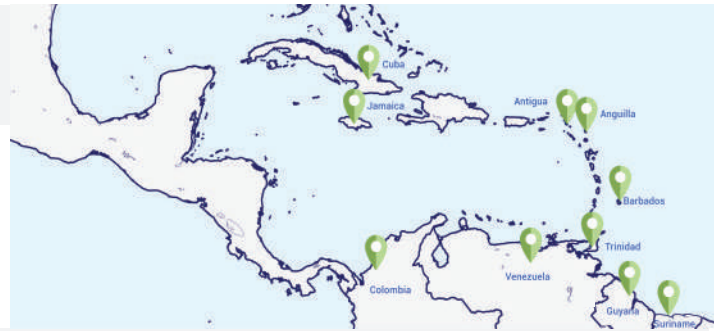 Cuba
Jamaica
Antigua
Anguilla
Barbados
Trinidad
Venezuela
Colombia
Guyana
Suriname